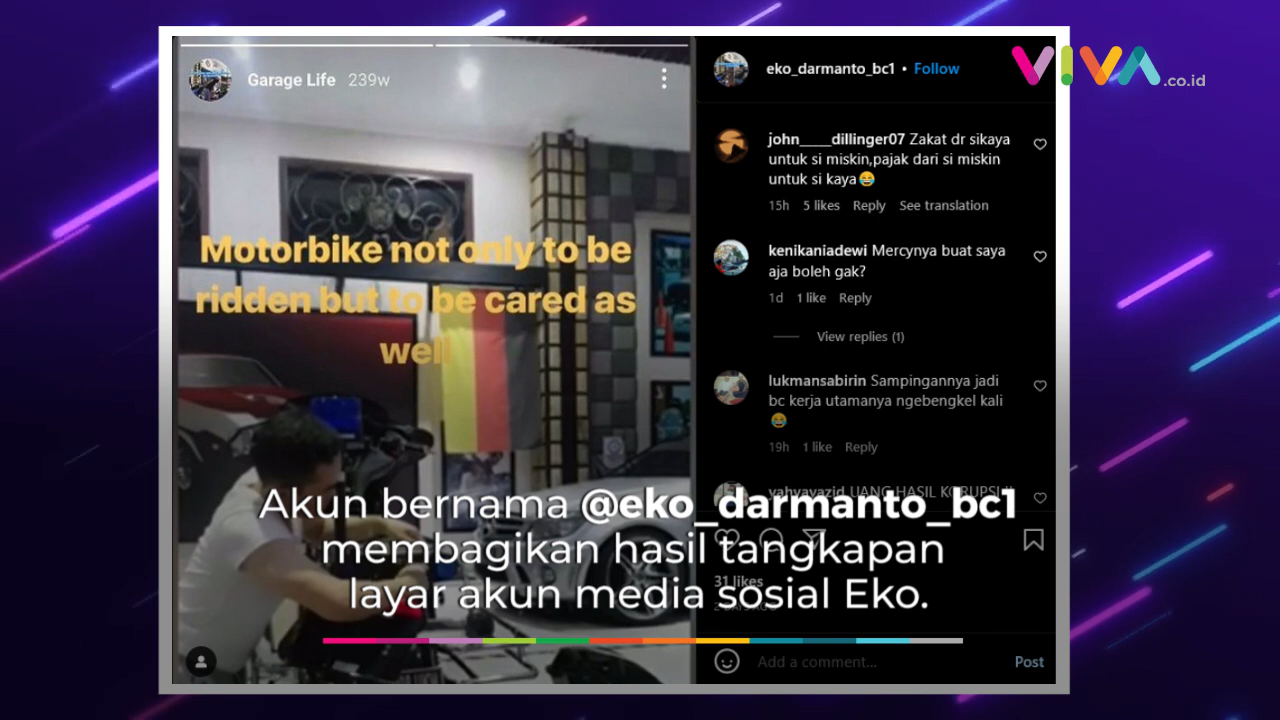 VIVA.co.id
Garage Life 239w
Motorbike not only to be
ridden but to be cared as
well
eko_darmanto_bc1 • Follow
john____dillinger07 Zakat dr sikaya
untuk si miskin,pajak dari si miskin
untuk si kaya😂
15h 5 likes Reply See translation
kenikaniadewi Mercynya buat saya
aja boleh gak?
1d 1 like Reply
View replies (1)
lukmansabirin Sampingannya jadi
bc kerja utamanya ngebengkel kali
😂
19h 1 like Reply
yahyayazid UANG HASIL KORUPSI
31 likes
Add a comment... Post
Akun bernama @eko_darmanto_bc1
membagikan hasil tangkapan
layar akun media sosial Eko.